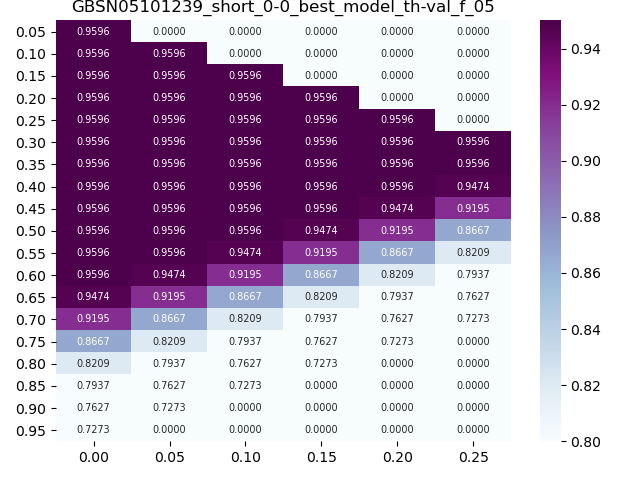 GBSN05101239_short_0-0_best_model_th-val_f_05
0.05 0.9596 0.0000 0.0000 0.0000 0.0000 0.0000
0.10 0.9596 0.9596 0.0000 0.0000 0.0000 0.0000
0.15 0.9596 0.9596 0.9596 0.0000 0.0000 0.0000
0.20 0.9596 0.9596 0.9596 0.9596 0.0000 0.0000
0.25 0.9596 0.9596 0.9596 0.9596 0.9596 0.0000
0.30 0.9596 0.9596 0.9596 0.9596 0.9596 0.9596
0.35 0.9596 0.9596 0.9596 0.9596 0.9596 0.9596
0.40 0.9596 0.9596 0.9596 0.9596 0.9596 0.9474
0.45 0.9596 0.9596 0.9596 0.9596 0.9474 0.9195
0.50 0.9596 0.9596 0.9596 0.9474 0.9195 0.8667
0.55 0.9596 0.9596 0.9474 0.9195 0.8667 0.8209
0.60 0.9596 0.9474 0.9195 0.8667 0.8209 0.7937
0.65 0.9474 0.9195 0.8667 0.8209 0.7937 0.7627
0.70 0.9195 0.8667 0.8209 0.7937 0.7627 0.7273
0.75 0.8667 0.8209 0.7937 0.7627 0.7273 0.0000
0.80 0.8209 0.7937 0.7627 0.7273 0.0000 0.0000
0.85 0.7937 0.7627 0.7273 0.0000 0.0000 0.0000
0.90 0.7627 0.7273 0.0000 0.0000 0.0000 0.0000
0.95 0.7273 0.0000 0.0000 0.0000 0.0000 0.0000
0.00 0.05 0.10 0.15 0.20 0.25
0.94
0.92
0.90
0.88
0.86
0.84
0.82
0.80